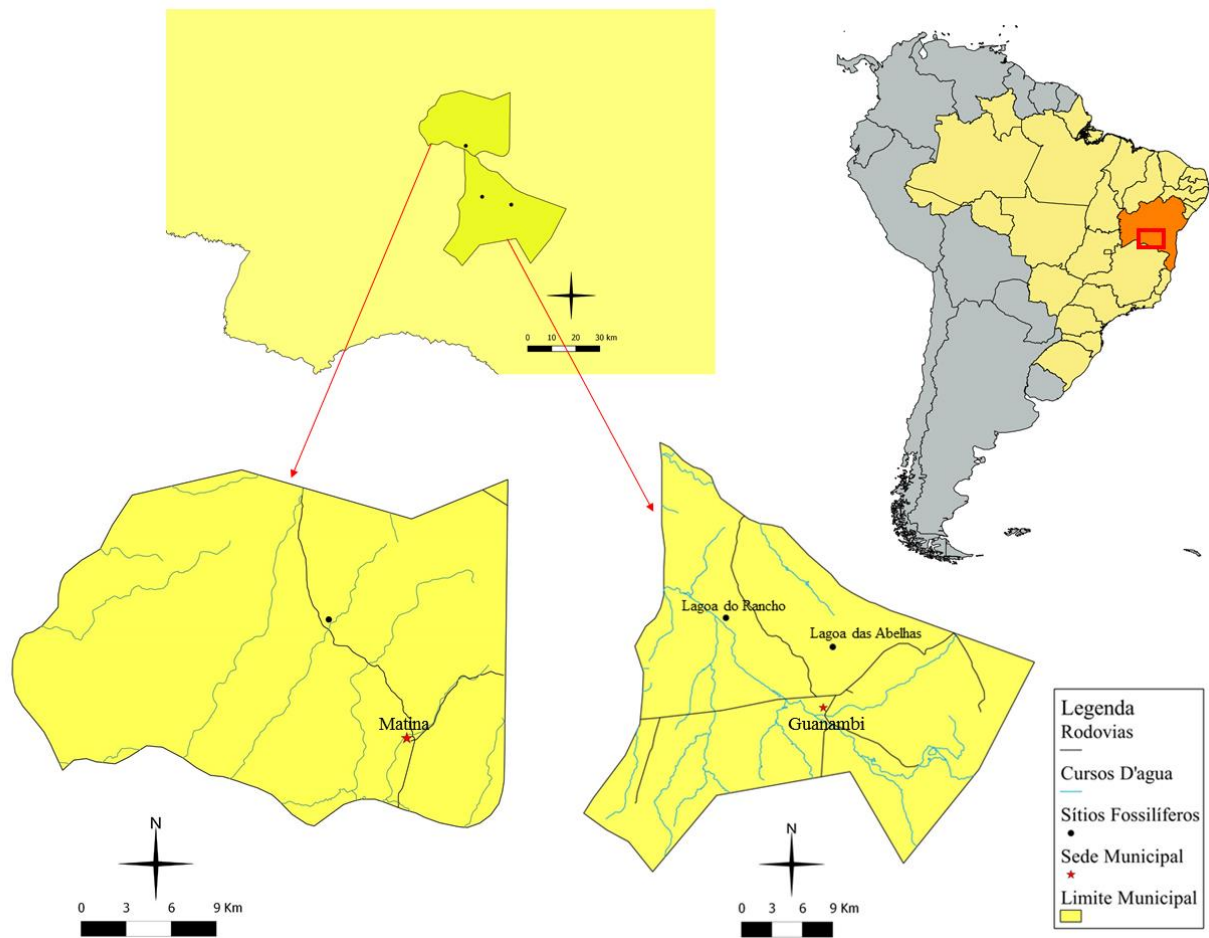 0 10 20 30 km
Matina
N
0 3 6 9 Km
Lagoa do Rancho
Lagoa das Abelhas
Guanambi
N
0 3 6 9 Km
Legenda
Rodovias
Cursos D'agua
Sítios Fossilíferos
Sede Municipal
Limite Municipal